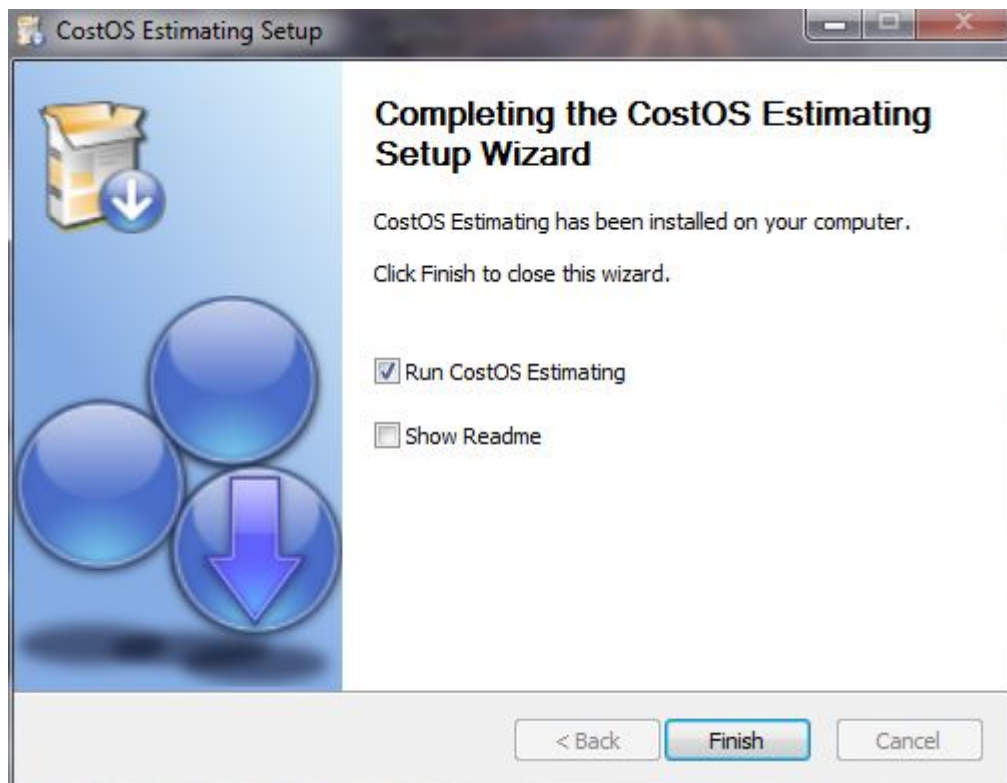 CostOS Estimating Setup
Completing the CostOS Estimating
Setup Wizard
CostOS Estimating has been installed on your computer.
Click Finish to close this wizard.
Run CostOS Estimating
Show Readme
< Back
Finish
Cancel